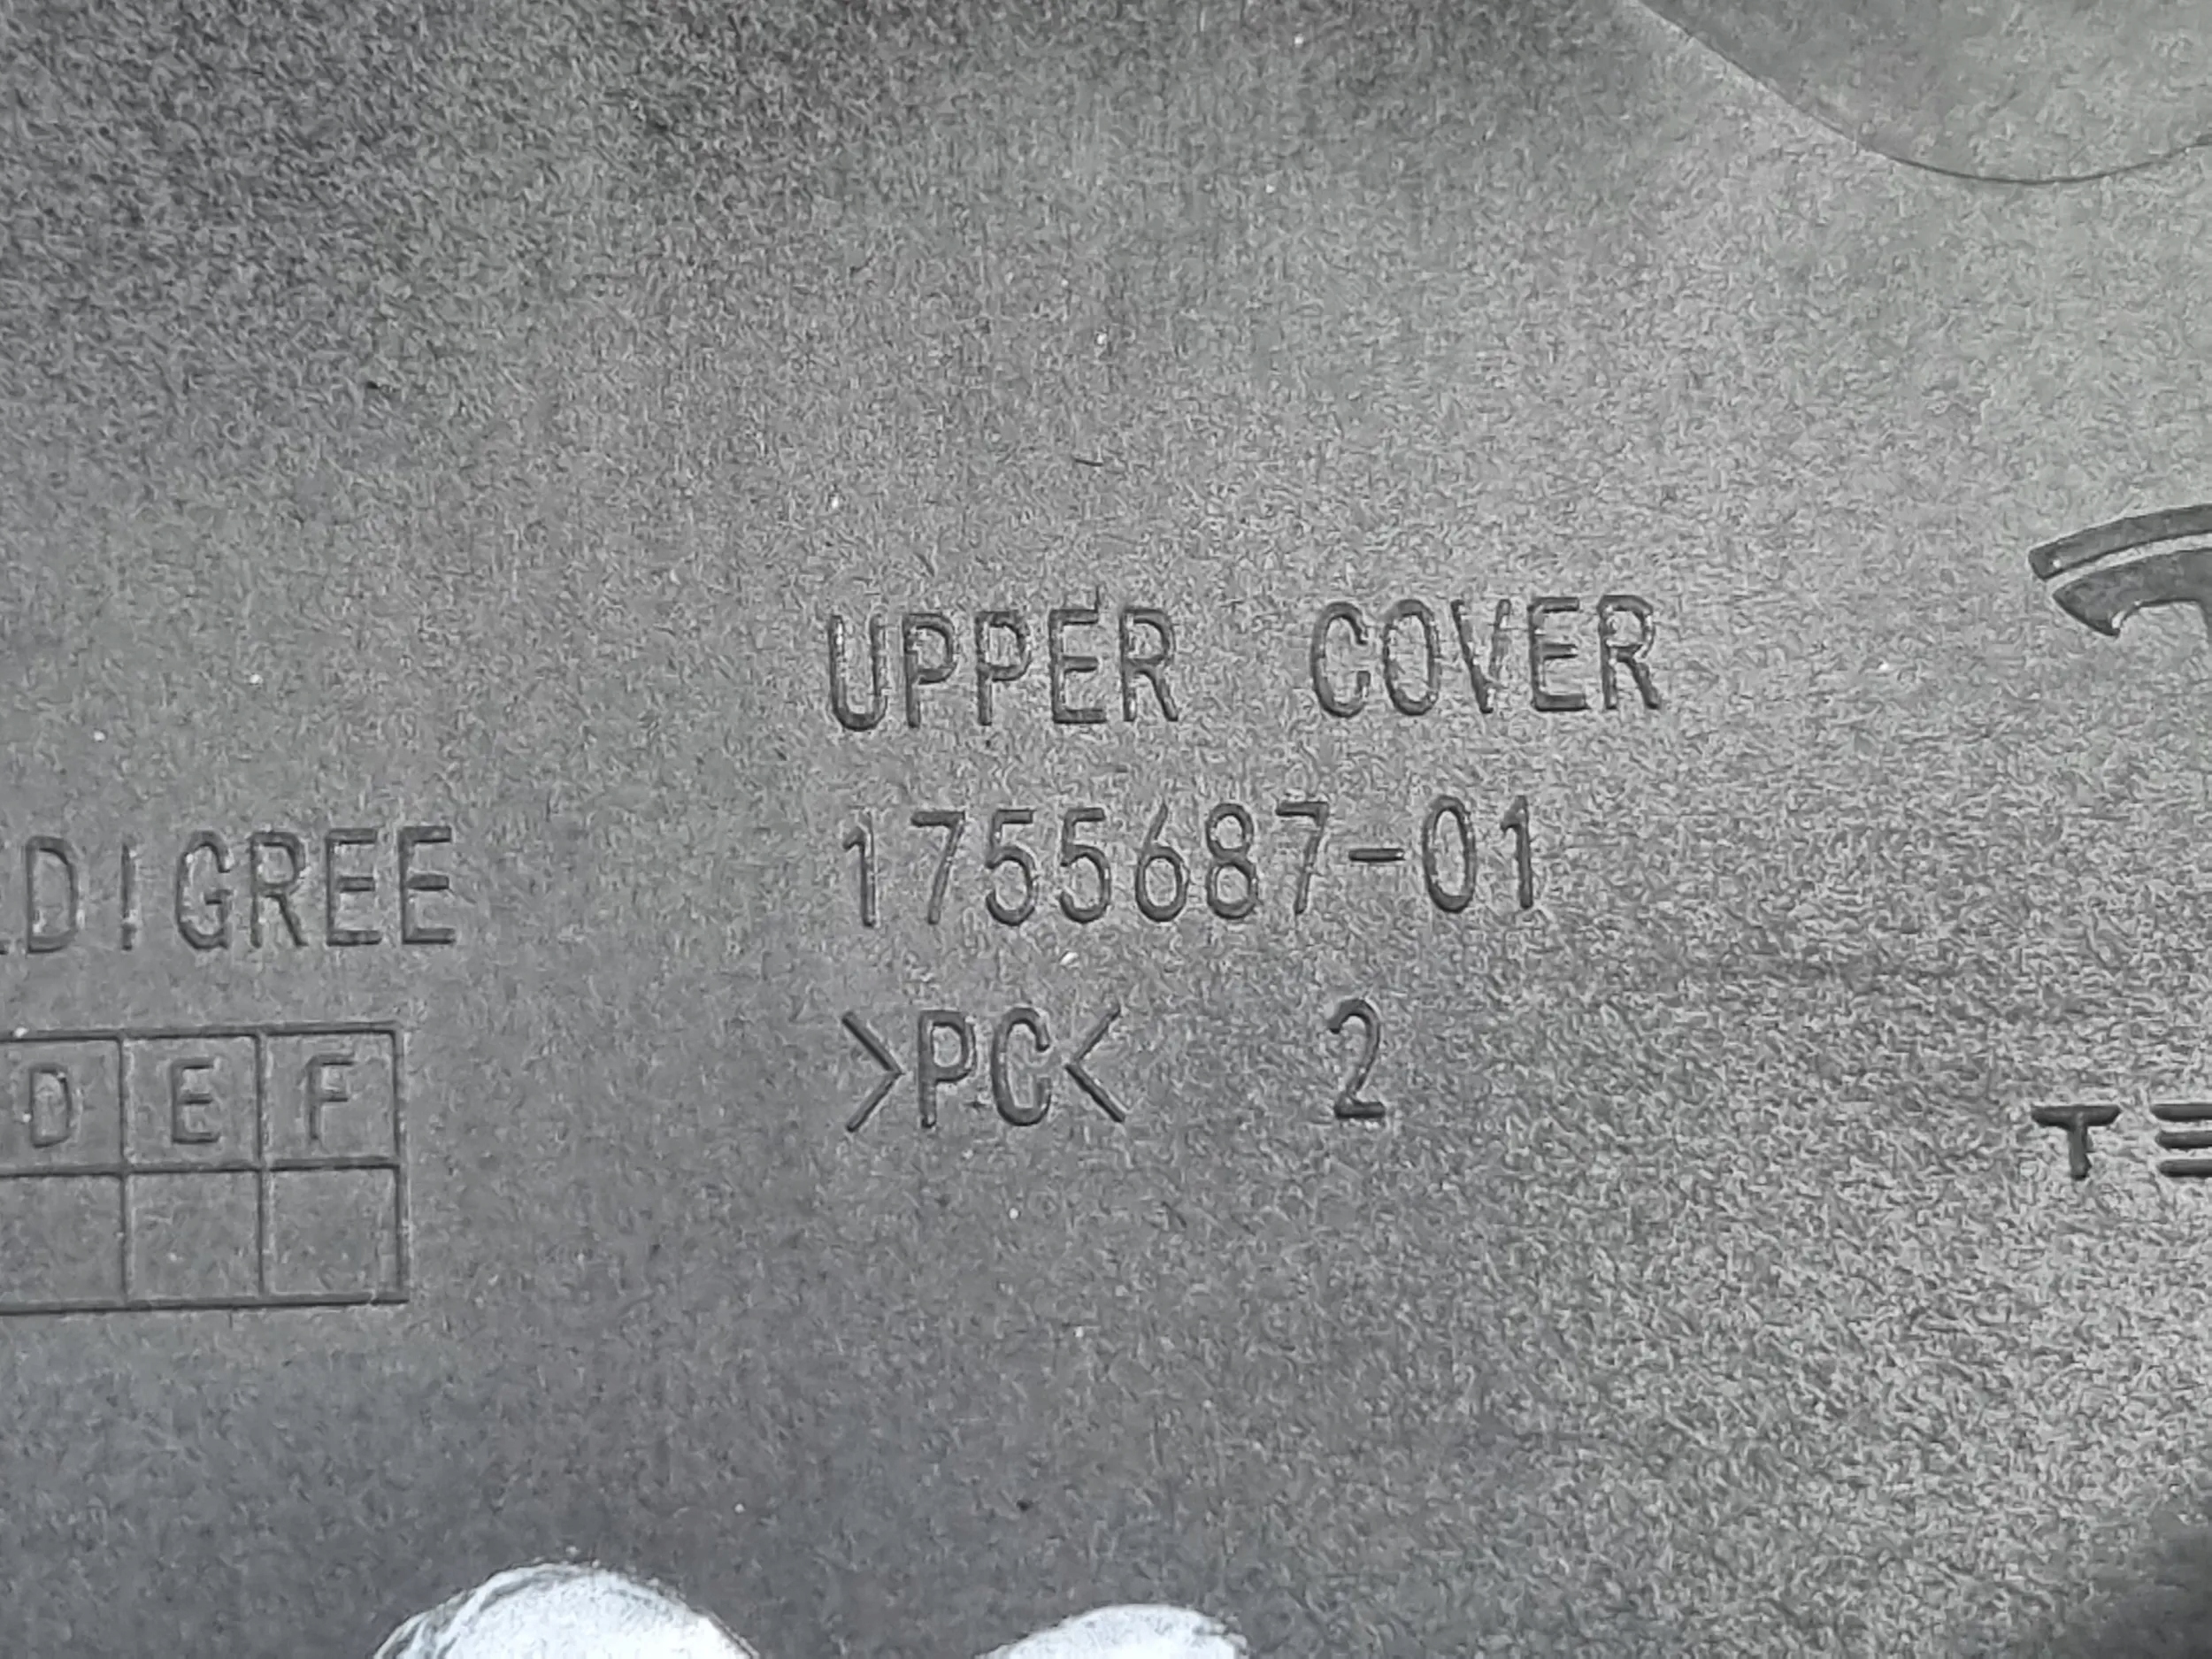 UPPER COVER
1755687-01
>PC< 2
DIGREE
D E F